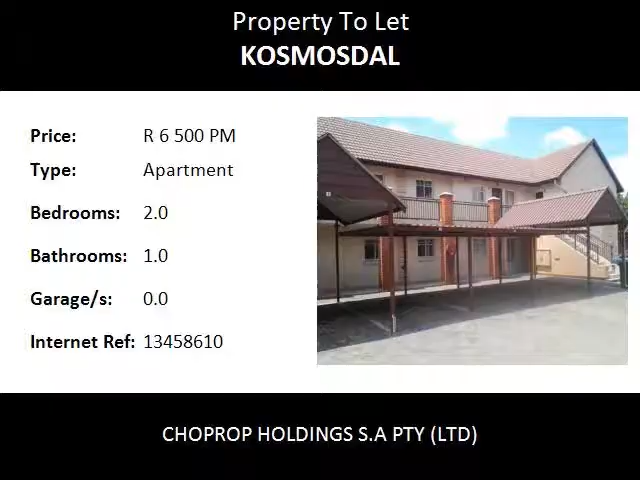 Property To Let
KOSMOSDAL
Price: R 6 500 PM
Type: Apartment
Bedrooms: 2.0
Bathrooms: 1.0
Garage/s: 0.0
Internet Ref: 13458610
CHOPROP HOLDINGS S.A PTY (LTD)